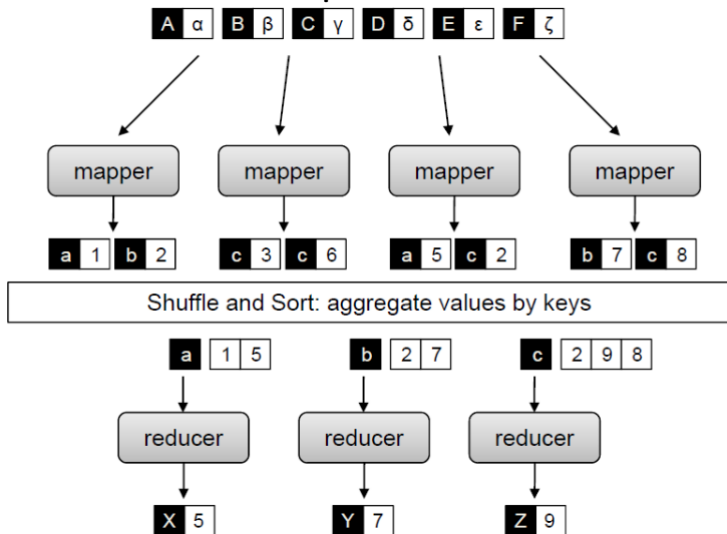 A α B β C γ D δ E ε F ζ
mapper mapper mapper mapper
a 1 b 2 c 3 c 6 a 5 c 2 b 7 c 8
Shuffle and Sort: aggregate values by keys
a 1 5 b 2 7 c 2 9 8
reducer reducer reducer
X 5 Y 7 Z 9